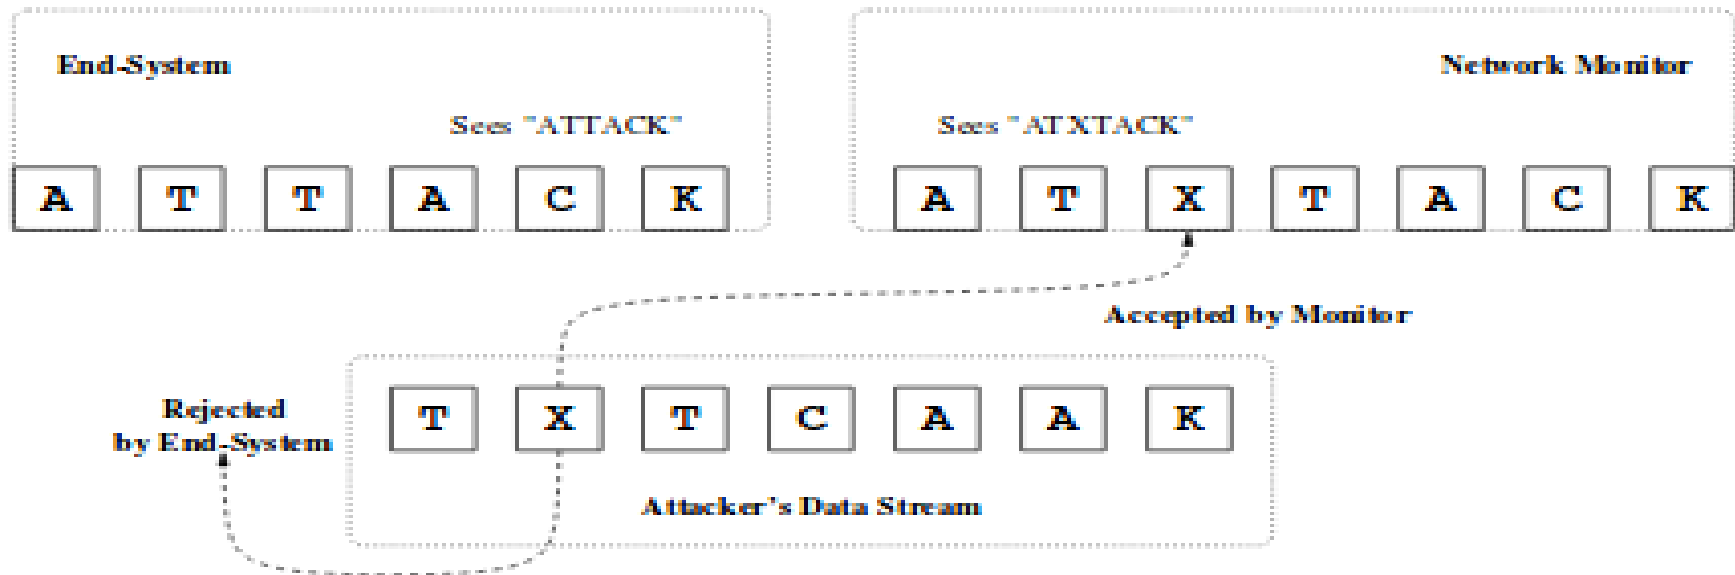 End-System
Network Monitor
Sees "ATTACK"
Sees "ATXTACK"
A T T A C K
A T X T A C K
Accepted by Monitor
Rejected
by End-System
T X T C A A K
Attacker's Data Stream